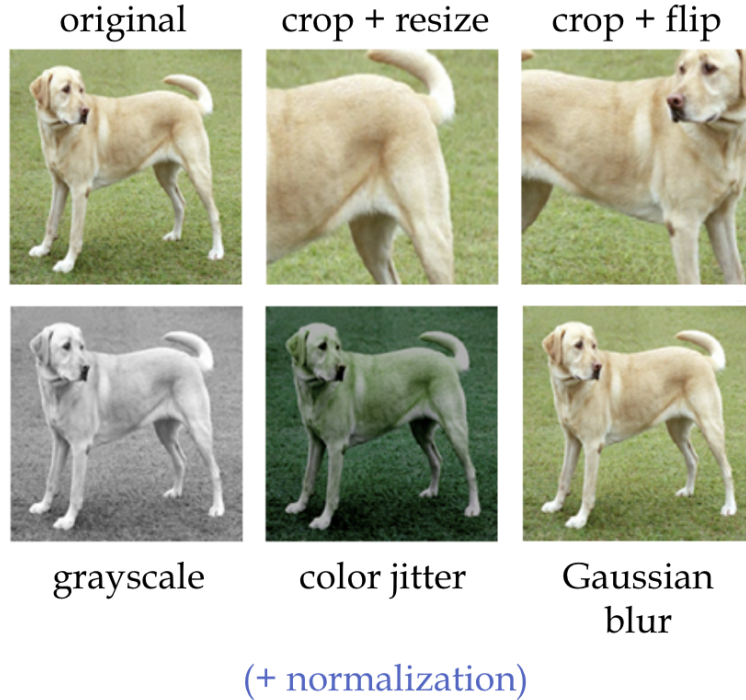 original
crop + resize
crop + flip
grayscale
color jitter
Gaussian
blur
(+ normalization)